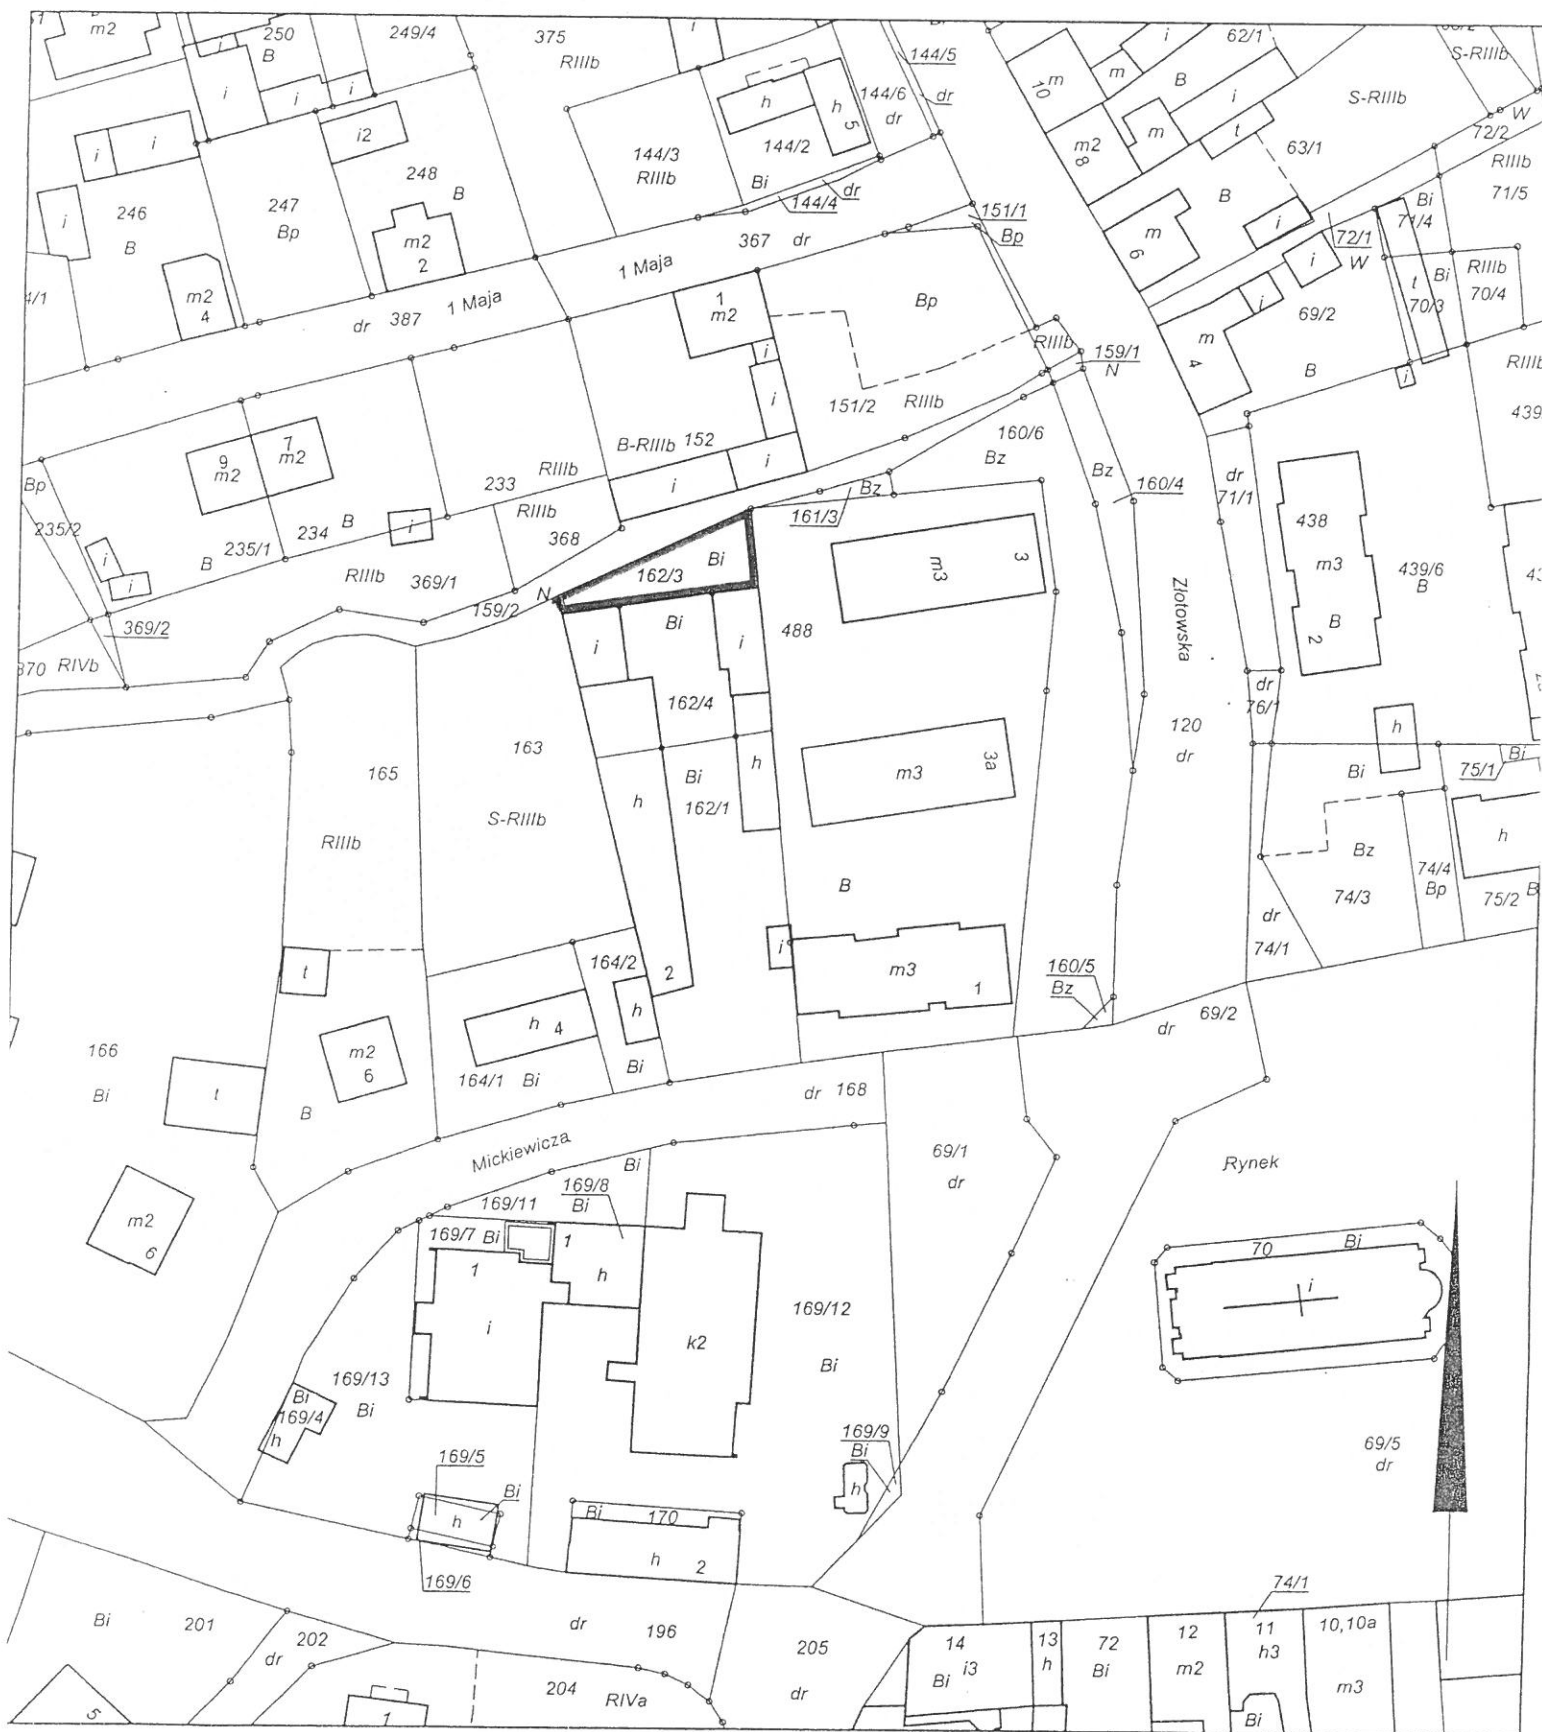 m2
250
B
249/4
375
RIIIb
i
144/5
dr
m
10
m
i
62/1
B
S-RIIIb
i
i
i
i
i2
h
h
5
144/6
dr
i
S-RIIIb
W
72/2
i
i
144/3
RIIIb
144/2
Bi
m2
8
m
t
63/1
RIIIb
71/5
i
246
B
247
Bp
248
B
m2
2
144/4
dr
151/1
Bp
m
6
B
i
72/1
W
Bi
71/4
i
RIIIb
70/4
367
dr
1 Maja
m2
4
dr
387
1 Maja
1
m2
Bp
i
m
4
69/2
t
Bi
70/3
RIIIb
159/1
N
B
i
RIIIb
i
i
151/2
RIIIb
9
m2
7
m2
B-RIIIb
152
i
i
160/6
Bz
Bz
160/4
dr
71/1
438
m3
B
2
439/6
B
Bp
235/2
233
RIIIb
RIIIb
368
161/3
Bz
234
B
235/1
B
i
i
i
RIIIb
369/1
162/3
Bi
m3
3
N
159/2
369/2
RIVb
i
Bi
i
488
Złotowska
162/4
dr
76/1
120
dr
163
165
S-RIIIb
RIIIb
h
Bi
162/1
h
m3
3a
h
Bi
Bi
75/1
h
Bz
74/3
74/4
Bp
75/2
B
B
dr
74/1
t
164/2
2
i
m3
1
160/5
Bz
h
4
h
dr
69/2
166
Bi
t
m2
6
B
164/1
Bi
Bi
dr
168
Mickiewicza
69/1
dr
Rynek
m2
6
169/11
169/8
Bi
Bi
169/7
Bi
1
1
h
i
k2
169/12
Bi
70
Bi
i
169/13
Bi
Bi
169/4
h
169/5
Bi
h
169/6
169/9
Bi
h
69/5
dr
Bi
170
h
2
74/1
Bi
201
202
dr
dr
196
205
dr
204
RIVa
5
1
14
Bi
i3
13
h
72
Bi
12
m2
11
h3
Bi
10,10a
m3